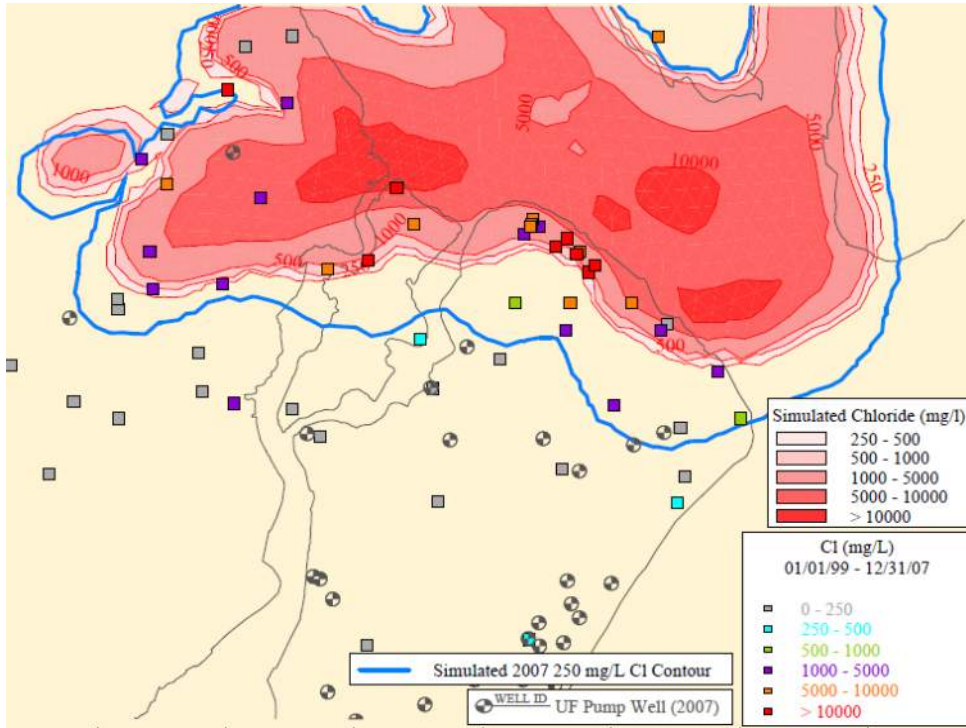 500
1000
5000
5000
10000
1000
250
1000
500
500
Simulated Chloride (mg/l)
250 - 500
500 - 1000
1000 - 5000
5000 - 10000
> 10000
Cl (mg/L)
01/01/99 - 12/31/07
0 - 250
250 - 500
500 - 1000
1000 - 5000
5000 - 10000
> 10000
Simulated 2007 250 mg/L Cl Contour
WELL ID UF Pump Well (2007)